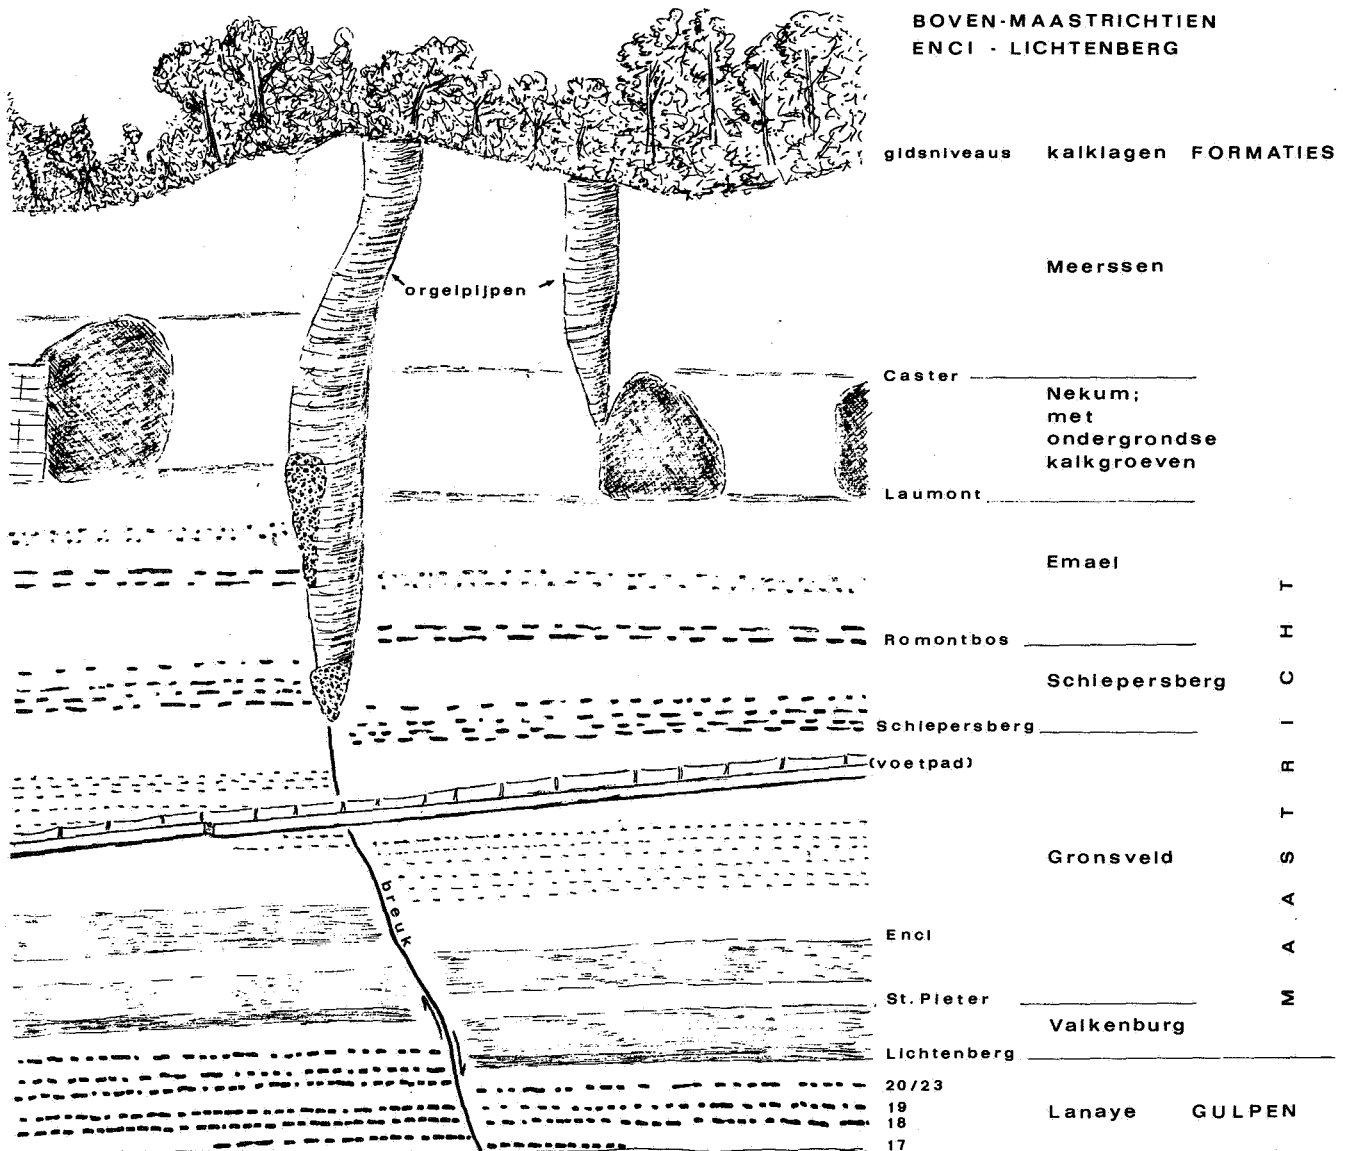 BOVEN-MAASTRICHTIEN
ENCI - LICHTENBERG
gidsniveaus kalklagen FORMATIES
Meerssen
orgelpijpen
Caster
Nekum;
met
ondergrondse
kalkgroeven
Laumont
Emael
Romontbos
Schiepersberg
Schiepersberg
(voetpad)
Gronsveld
breuk
Enci
St. Pieter
Valkenburg
Lichtenberg
MAASTRICHT
20/23
19
Lanaye GULPEN
18
17